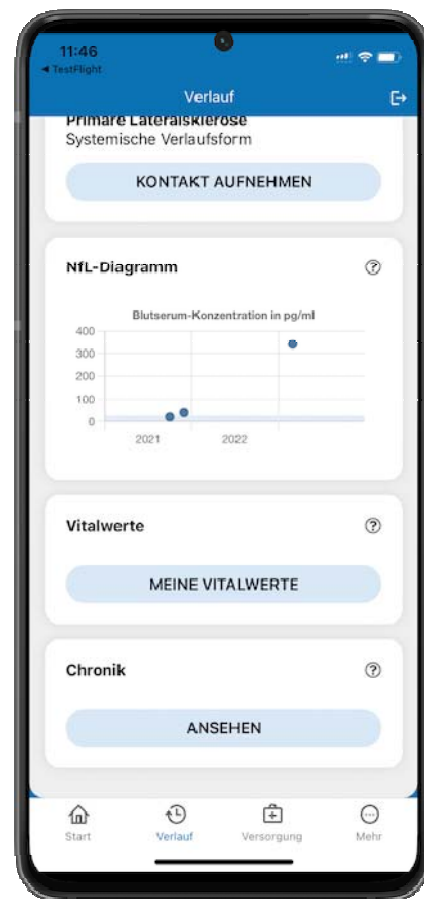 11:46
◀ TestFlight
Verlauf
Primäre Lateralsklerose
Systemische Verlaufsform
KONTAKT AUFNEHMEN
NfL-Diagramm
Blutserum-Konzentration in pg/ml
400
300
200
100
0
2021 2022
Vitalwerte
MEINE VITALWERTE
Chronik
ANSEHEN
Start Verlauf Versorgung Mehr